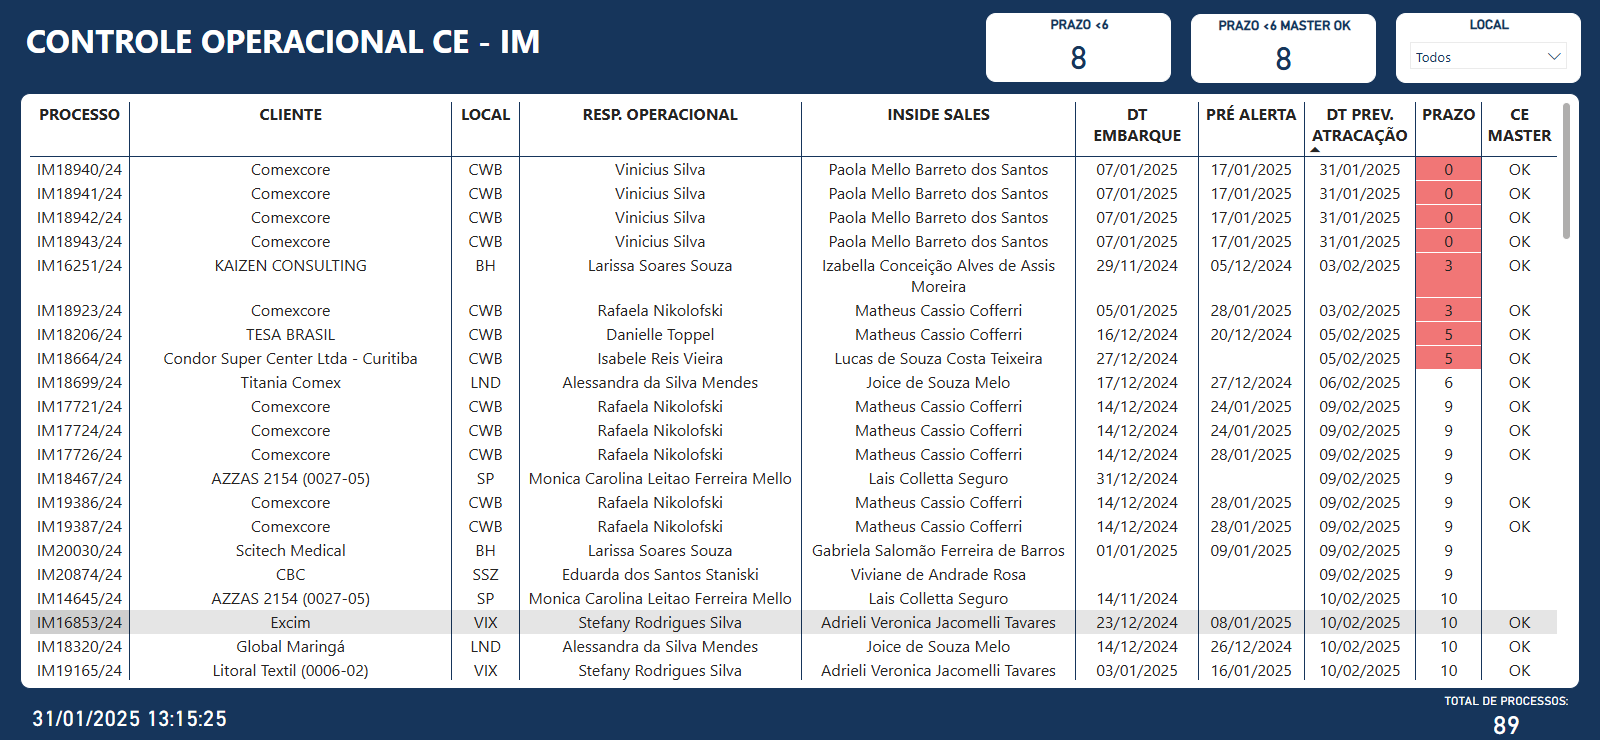 CONTROLE OPERACIONAL CE - IM
PRAZO <6
8
PRAZO <6 MASTER OK
8
LOCAL
Todos
PROCESSO CLIENTE LOCAL RESP. OPERACIONAL INSIDE SALES DT EMBARQUE PRÉ ALERTA DT PREV. ATRACAÇÃO PRAZO CE MASTER
IM18940/24 Comexcore CWB Vinicius Silva Paola Mello Barreto dos Santos 07/01/2025 17/01/2025 31/01/2025 0 OK
IM18941/24 Comexcore CWB Vinicius Silva Paola Mello Barreto dos Santos 07/01/2025 17/01/2025 31/01/2025 0 OK
IM18942/24 Comexcore CWB Vinicius Silva Paola Mello Barreto dos Santos 07/01/2025 17/01/2025 31/01/2025 0 OK
IM18943/24 Comexcore CWB Vinicius Silva Paola Mello Barreto dos Santos 07/01/2025 17/01/2025 31/01/2025 0 OK
IM16251/24 KAIZEN CONSULTING BH Larissa Soares Souza Izabella Conceição Alves de Assis Moreira 29/11/2024 05/12/2024 03/02/2025 3 OK
IM18923/24 Comexcore CWB Rafaela Nikolofski Matheus Cassio Cofferri 05/01/2025 28/01/2025 03/02/2025 3 OK
IM18206/24 TESA BRASIL CWB Danielle Toppel Matheus Cassio Cofferri 16/12/2024 20/12/2024 05/02/2025 5 OK
IM18664/24 Condor Super Center Ltda - Curitiba CWB Isabele Reis Vieira Lucas de Souza Costa Teixeira 27/12/2024 05/02/2025 5 OK
IM18699/24 Titania Comex LND Alessandra da Silva Mendes Joice de Souza Melo 17/12/2024 27/12/2024 06/02/2025 6 OK
IM17721/24 Comexcore CWB Rafaela Nikolofski Matheus Cassio Cofferri 14/12/2024 24/01/2025 09/02/2025 9 OK
IM17724/24 Comexcore CWB Rafaela Nikolofski Matheus Cassio Cofferri 14/12/2024 24/01/2025 09/02/2025 9 OK
IM17726/24 Comexcore CWB Rafaela Nikolofski Matheus Cassio Cofferri 14/12/2024 28/01/2025 09/02/2025 9 OK
IM18467/24 AZZAS 2154 (0027-05) SP Monica Carolina Leitao Ferreira Mello Lais Colletta Seguro 31/12/2024 09/02/2025 9
IM19386/24 Comexcore CWB Rafaela Nikolofski Matheus Cassio Cofferri 14/12/2024 28/01/2025 09/02/2025 9 OK
IM19387/24 Comexcore CWB Rafaela Nikolofski Matheus Cassio Cofferri 14/12/2024 28/01/2025 09/02/2025 9 OK
IM20030/24 Scitech Medical BH Larissa Soares Souza Gabriela Salomão Ferreira de Barros 01/01/2025 09/01/2025 09/02/2025 9
IM20874/24 CBC SSZ Eduarda dos Santos Staniski Viviane de Andrade Rosa 09/02/2025 9
IM14645/24 AZZAS 2154 (0027-05) SP Monica Carolina Leitao Ferreira Mello Lais Colletta Seguro 14/11/2024 10/02/2025 10
IM16853/24 Excim VIX Stefany Rodrigues Silva Adrieli Veronica Jacomelli Tavares 23/12/2024 08/01/2025 10/02/2025 10 OK
IM18320/24 Global Maringá LND Alessandra da Silva Mendes Joice de Souza Melo 14/12/2024 26/12/2024 10/02/2025 10 OK
IM19165/24 Litoral Textil (0006-02) VIX Stefany Rodrigues Silva Adrieli Veronica Jacomelli Tavares 03/01/2025 16/01/2025 10/02/2025 10 OK
31/01/2025 13:15:25
TOTAL DE PROCESSOS:
89